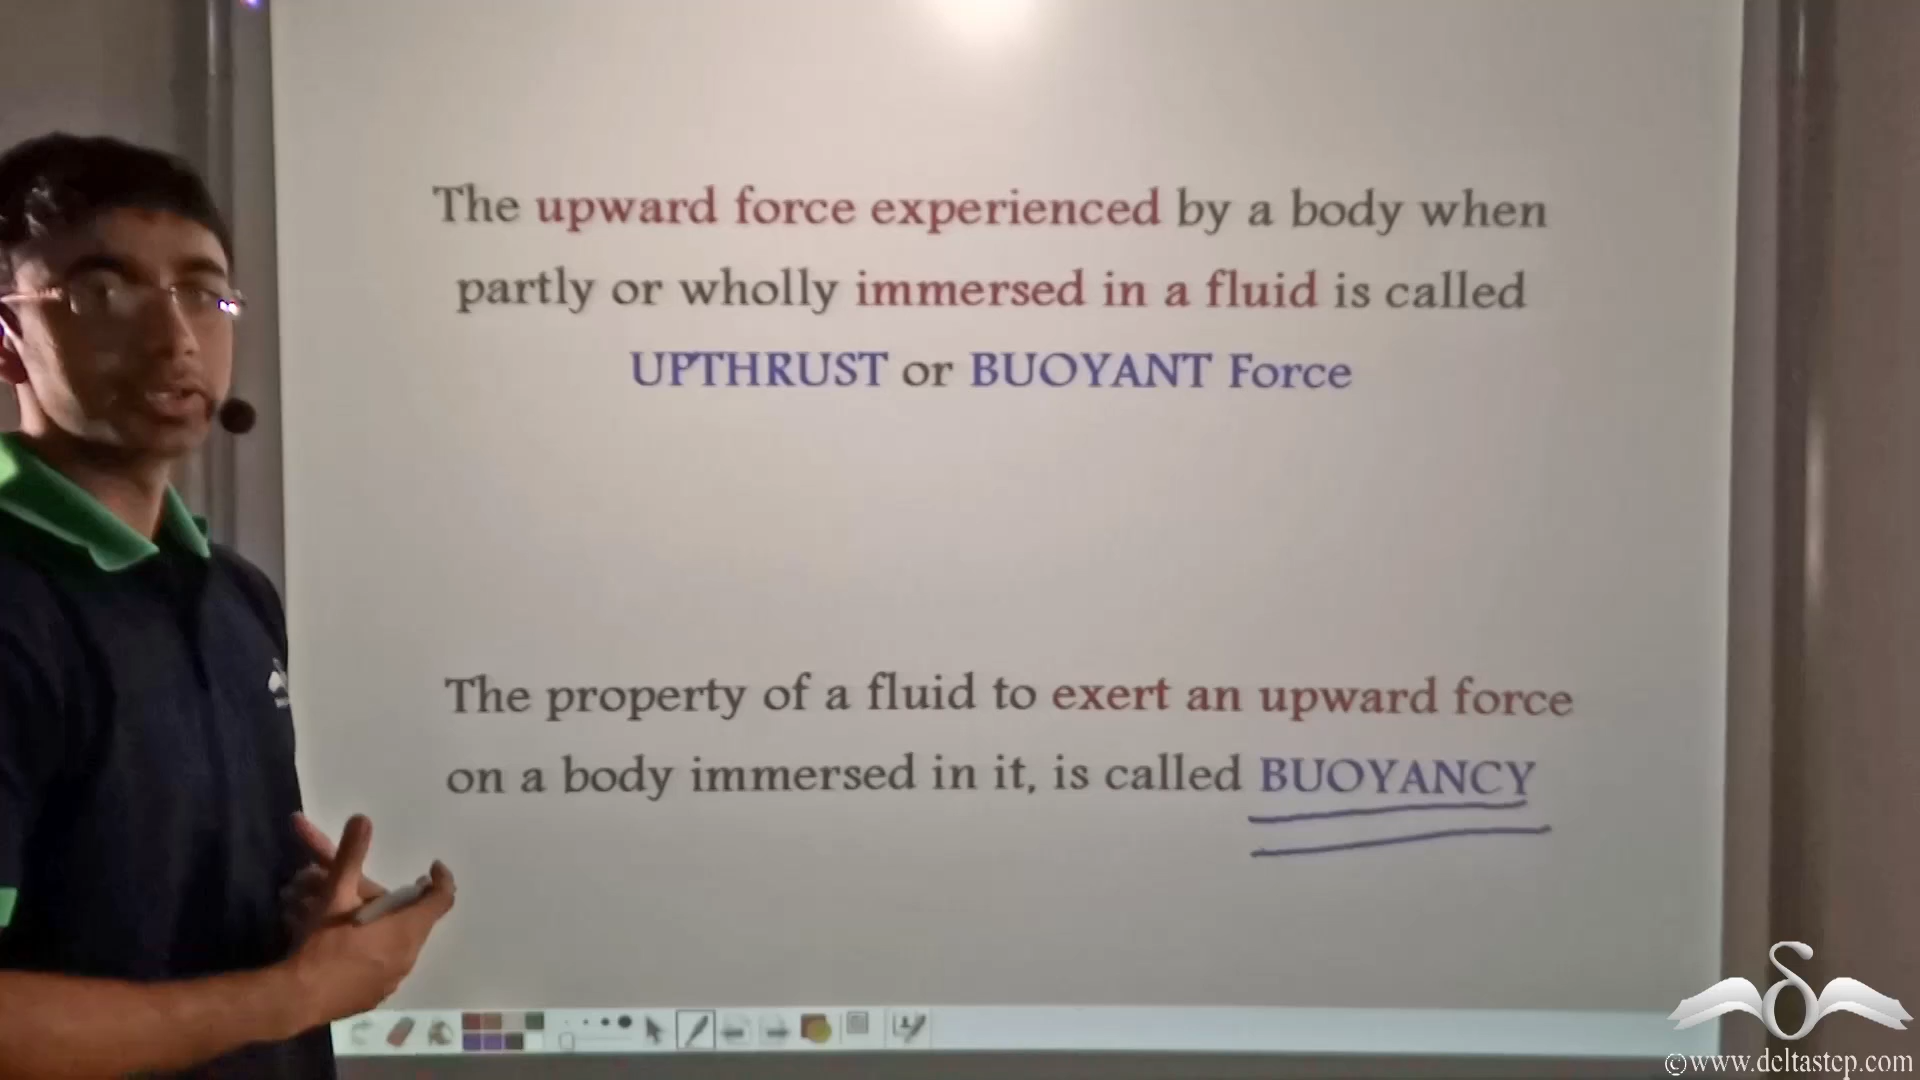 The upward force experienced by a body when
partly or wholly immersed in a fluid is called
UPTHRUST or BUOYANT Force
The property of a fluid to exert an upward force
on a body immersed in it, is called BUOYANCY
©www.deltastep.com